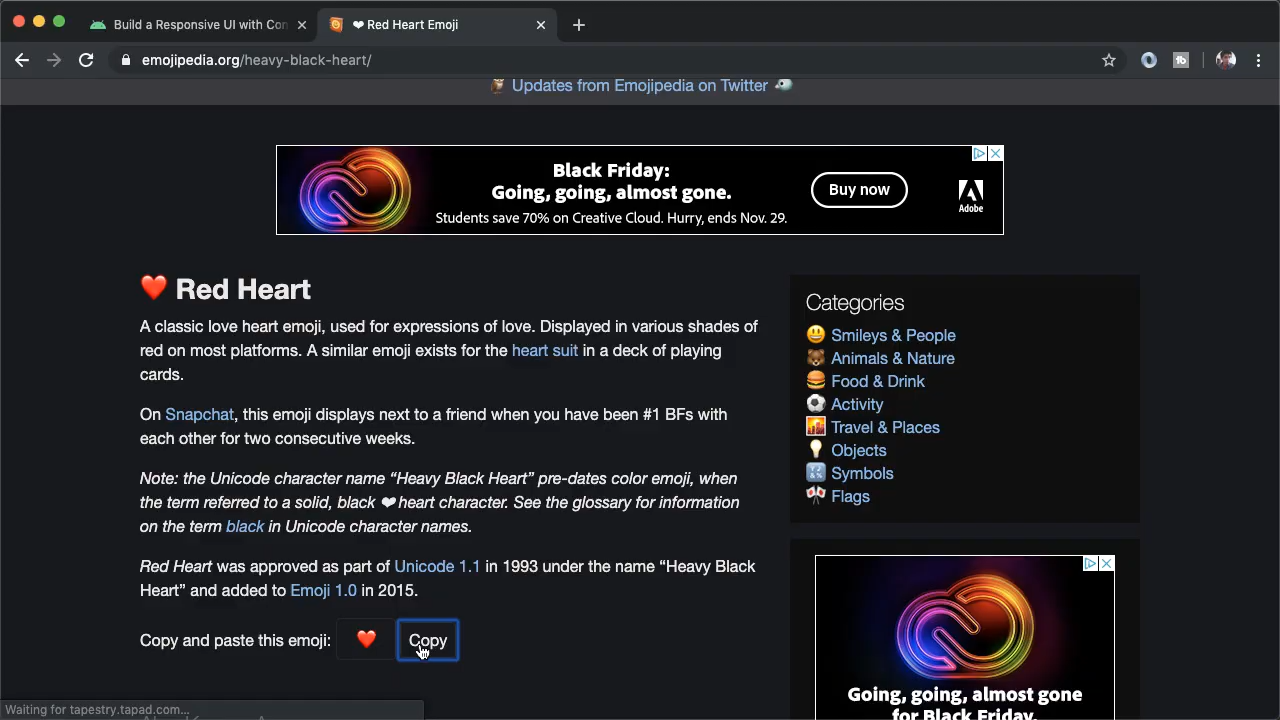 Build a Responsive UI with Con
❤ Red Heart Emoji
emojipedia.org/heavy-black-heart/
Updates from Emojipedia on Twitter
Black Friday:
Going, going, almost gone.
Students save 70% on Creative Cloud. Hurry, ends Nov. 29.
Buy now
Adobe
❤️ Red Heart
A classic love heart emoji, used for expressions of love. Displayed in various shades of
red on most platforms. A similar emoji exists for the heart suit in a deck of playing
cards.
On Snapchat, this emoji displays next to a friend when you have been #1 BFs with
each other for two consecutive weeks.
Note: the Unicode character name “Heavy Black Heart” pre-dates color emoji, when
the term referred to a solid, black ❤ heart character. See the glossary for information
on the term black in Unicode character names.
Red Heart was approved as part of Unicode 1.1 in 1993 under the name “Heavy Black
Heart” and added to Emoji 1.0 in 2015.
Copy and paste this emoji: ❤️ Copy
Categories
😃 Smileys & People
🐻 Animals & Nature
🍔 Food & Drink
⚽ Activity
🌇 Travel & Places
💡 Objects
🔣 Symbols
🎌 Flags
Going, going, almost gone
for Black Friday.
Waiting for tapestry.tapad.com...